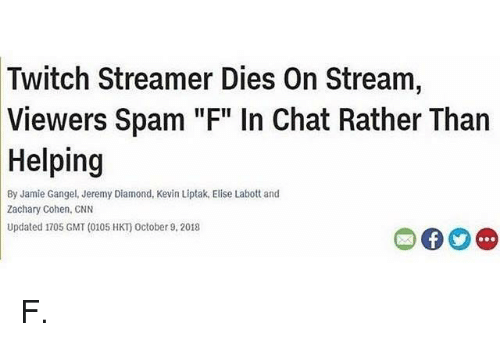 Twitch Streamer Dies On Stream,
Viewers Spam "F" In Chat Rather Than
Helping
By Jamie Gangel, Jeremy Diamond, Kevin Liptak, Elise Labott and
Zachary Cohen, CNN
Updated 1705 GMT (0105 HKT) October 9, 2018
F.